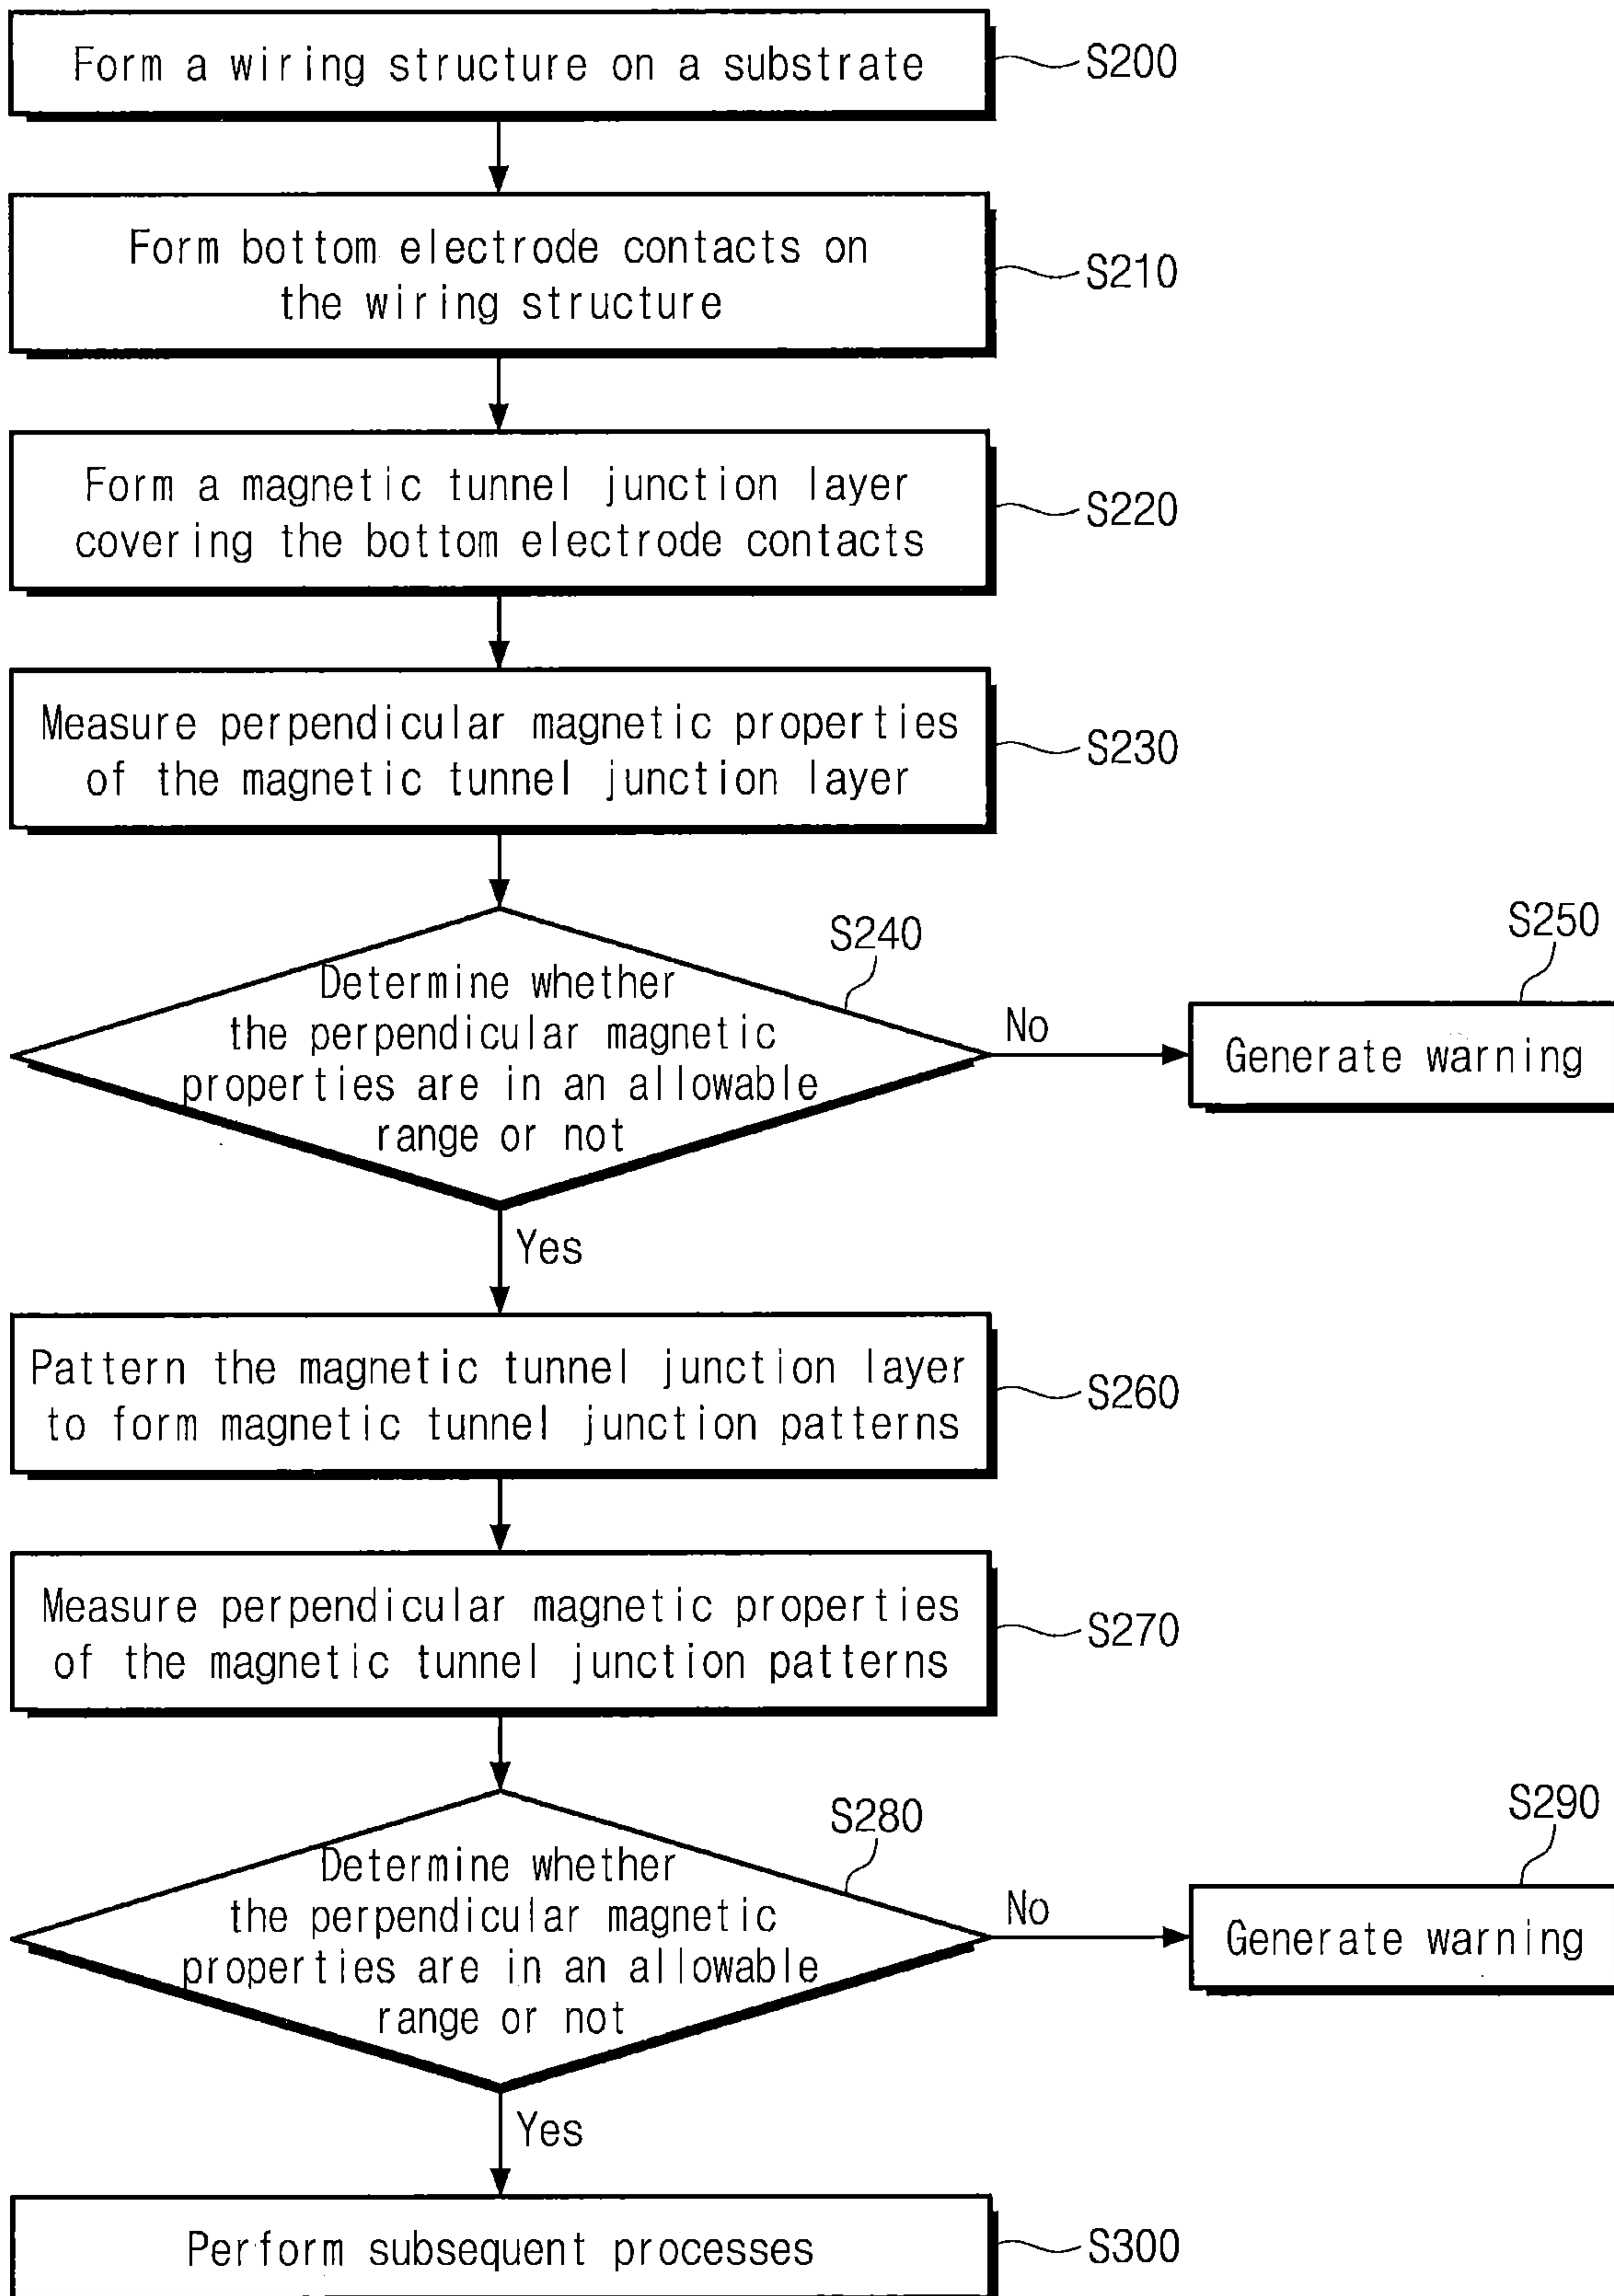 Form a wiring structure on a substrate
S200
Form bottom electrode contacts on
the wiring structure
S210
Form a magnetic tunnel junction layer
covering the bottom electrode contacts
S220
Measure perpendicular magnetic properties
of the magnetic tunnel junction layer
S230
S240
Determine whether
the perpendicular magnetic
properties are in an allowable
range or not
No
S250
Generate warning
Yes
Pattern the magnetic tunnel junction layer
to form magnetic tunnel junction patterns
S260
Measure perpendicular magnetic properties
of the magnetic tunnel junction patterns
S270
S280
Determine whether
the perpendicular magnetic
properties are in an allowable
range or not
No
S290
Generate warning
Yes
Perform subsequent processes
S300